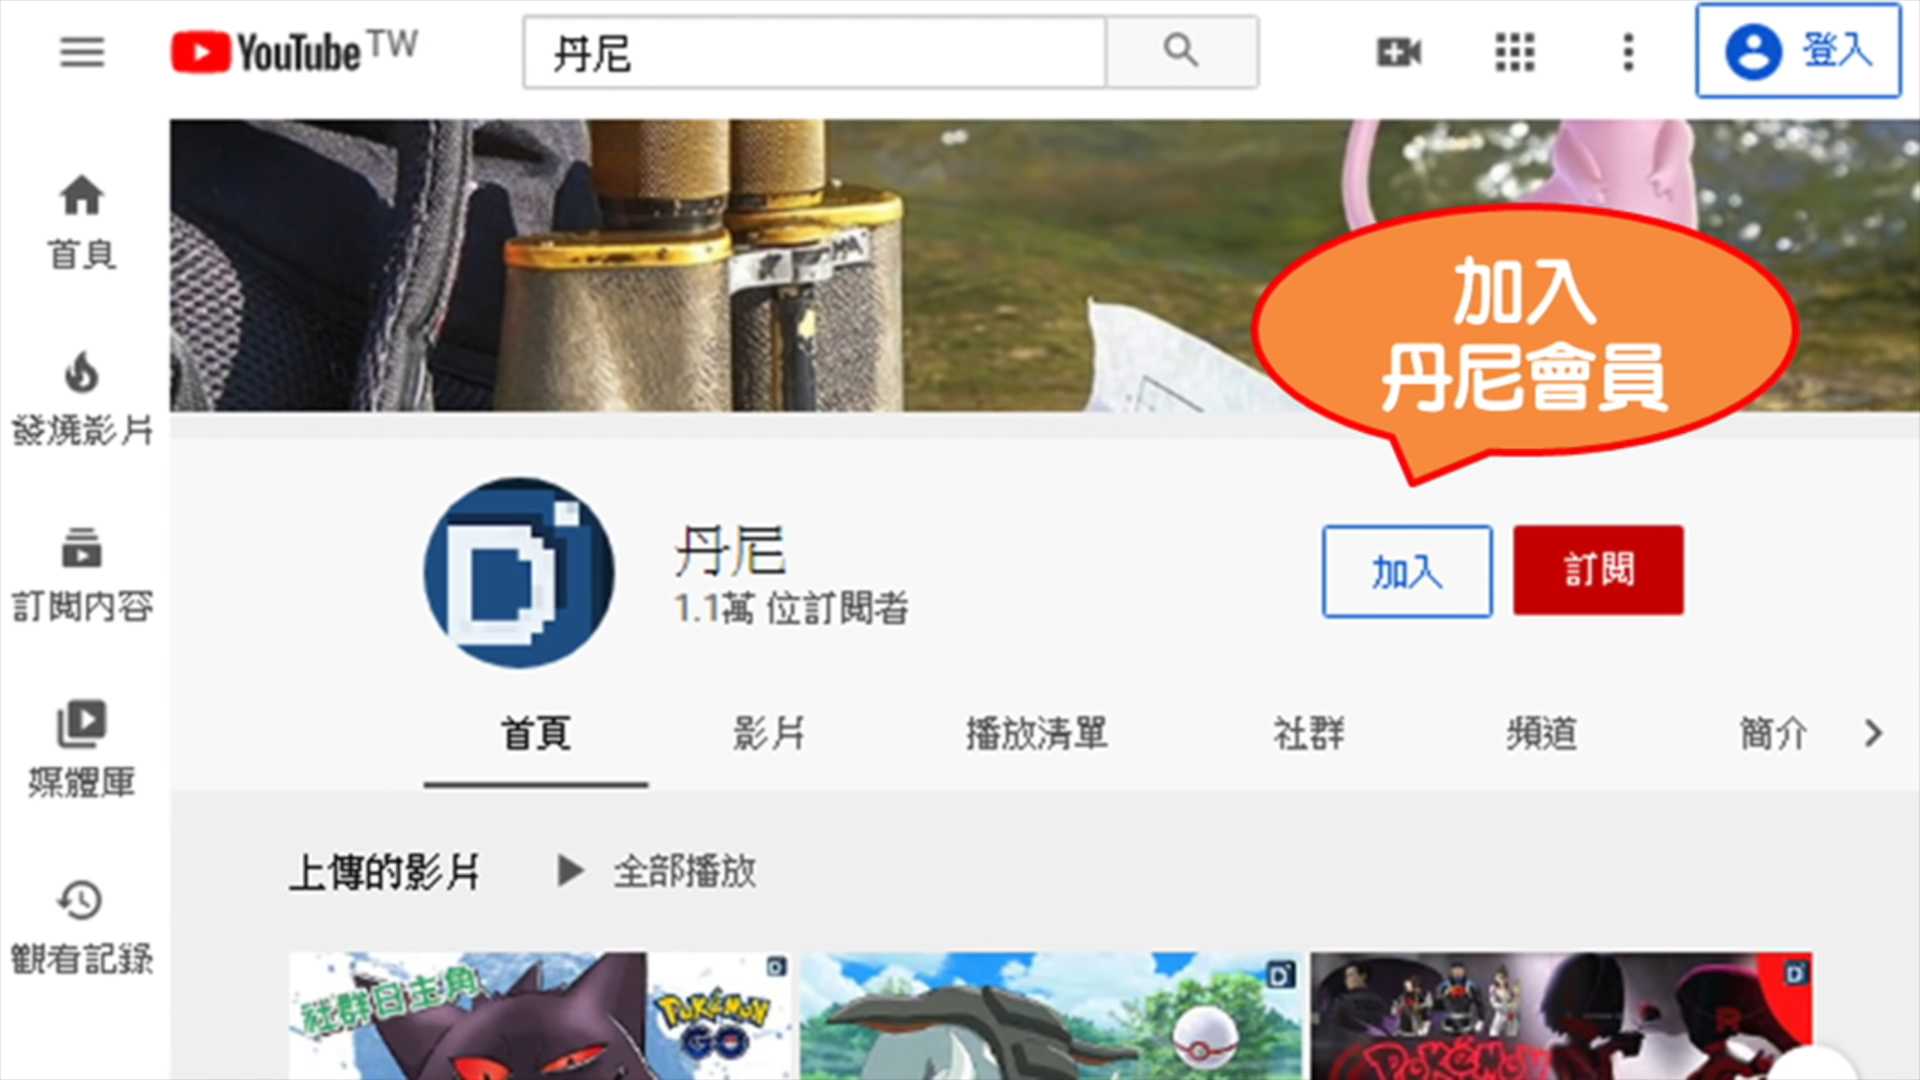 YouTube TW
丹尼
登入
首頁
發燒影片
訂閱內容
媒體庫
觀看記錄
加入
丹尼會員
丹尼
1.1萬 位訂閱者
加入
訂閱
首頁
影片
播放清單
社群
頻道
簡介
上傳的影片
全部播放
社群日主角
POKÉMON
GO
D
D
D
POKÉMON
R